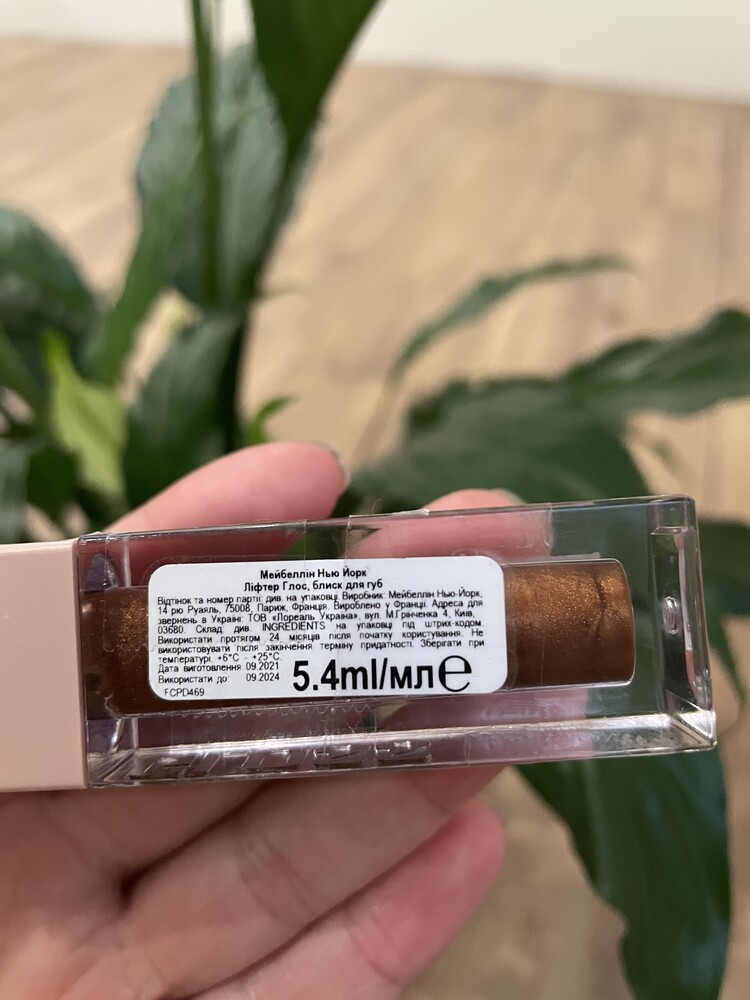 Мейбеллін Нью Йорк
Ліфтер Глос, блиск для губ
Відтінок та номер партії див. на упаковці. Виробник: Мейбеллін Нью-Йорк,
14 рю Руаяль, 75008, Париж, Франція. Вироблено у Франції. Адреса для
звернень в Україні: ТОВ «Лореаль Україна», вул. М.Грінченка 4, Київ,
03680. Склад див. INGREDIENTS на упаковці під штрих-кодом.
Використати протягом 24 місяців після початку користування. Не
використовувати після закінчення терміну придатності. Зберігати при
температурі: +6°C - +25°C.
Дата виготовлення 09.2021
Використати до: 09.2024
FCPD469
5.4ml/мл℮